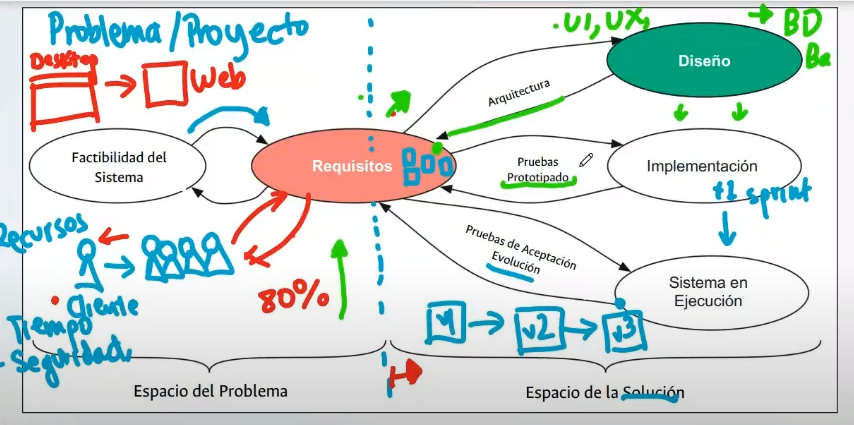 Problema/Proyecto
.UI, UX,
→ BD
Ba
Desktop
Web
Diseño
Arquitectura
Factibilidad del
Sistema
Requisitos
Pruebas
Prototipado
Implementación
+1 sprint
Recursos
Pruebas de Aceptación
Evolución
Sistema en
Ejecución
80%
Cliente
Tiempo
- Seguridad
v1 → v2 → v3
Espacio del Problema
Espacio de la Solución